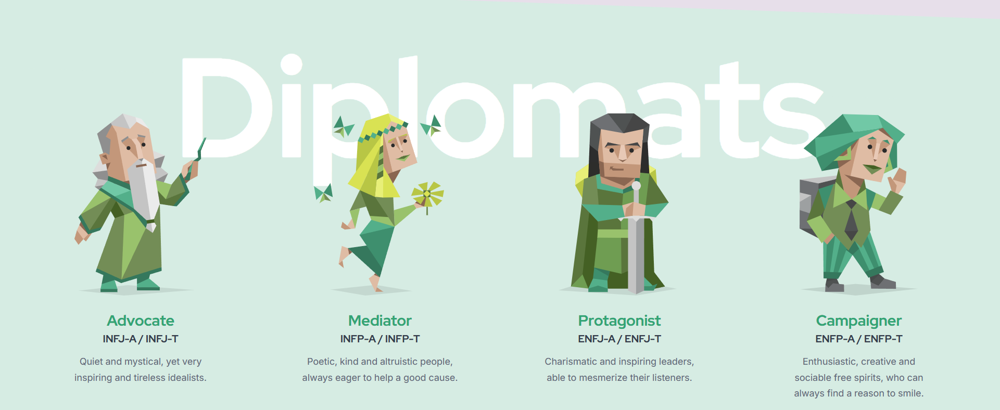 Diplomats
Advocate
INFJ-A / INFJ-T
Quiet and mystical, yet very
inspiring and tireless idealists.
Mediator
INFP-A / INFP-T
Poetic, kind and altruistic people,
always eager to help a good cause.
Protagonist
ENFJ-A / ENFJ-T
Charismatic and inspiring leaders,
able to mesmerize their listeners.
Campaigner
ENFP-A / ENFP-T
Enthusiastic, creative and
sociable free spirits, who can
always find a reason to smile.